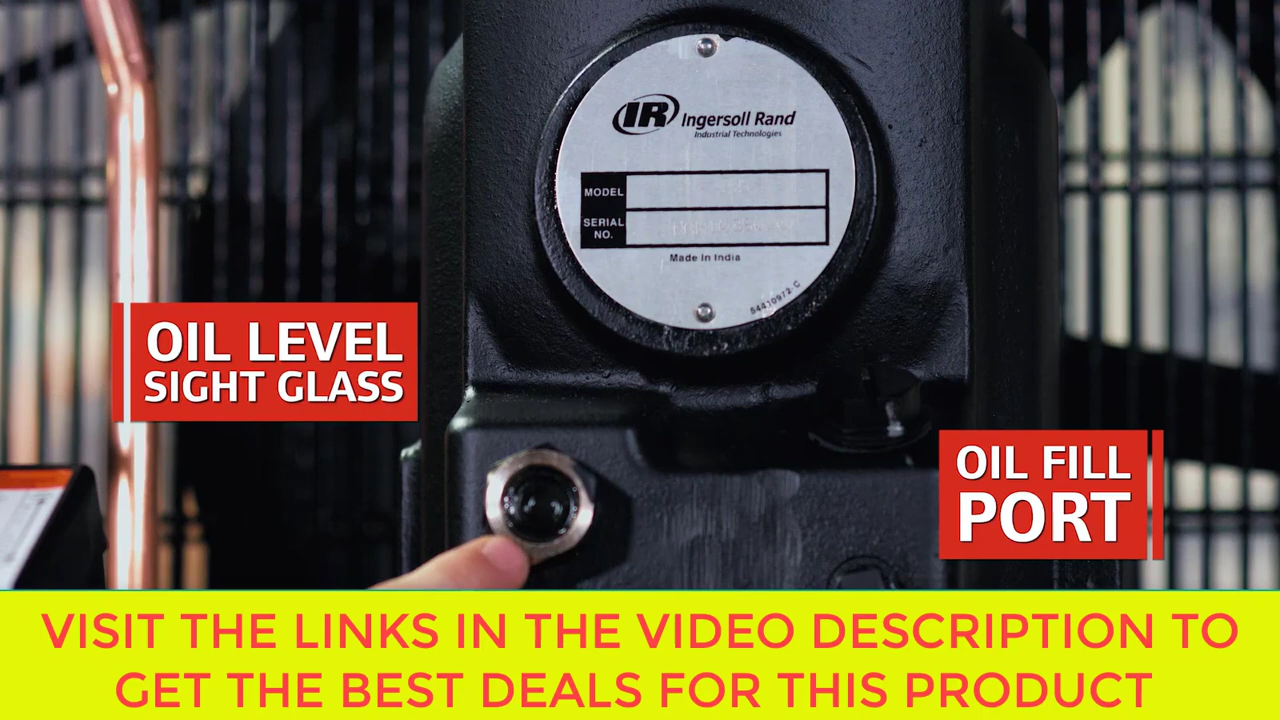 IR Ingersoll Rand
Industrial Technologies
MODEL
SERIAL
NO.
Made In India
54430972-C
OIL LEVEL
SIGHT GLASS
OIL FILL
PORT
VISIT THE LINKS IN THE VIDEO DESCRIPTION TO
GET THE BEST DEALS FOR THIS PRODUCT